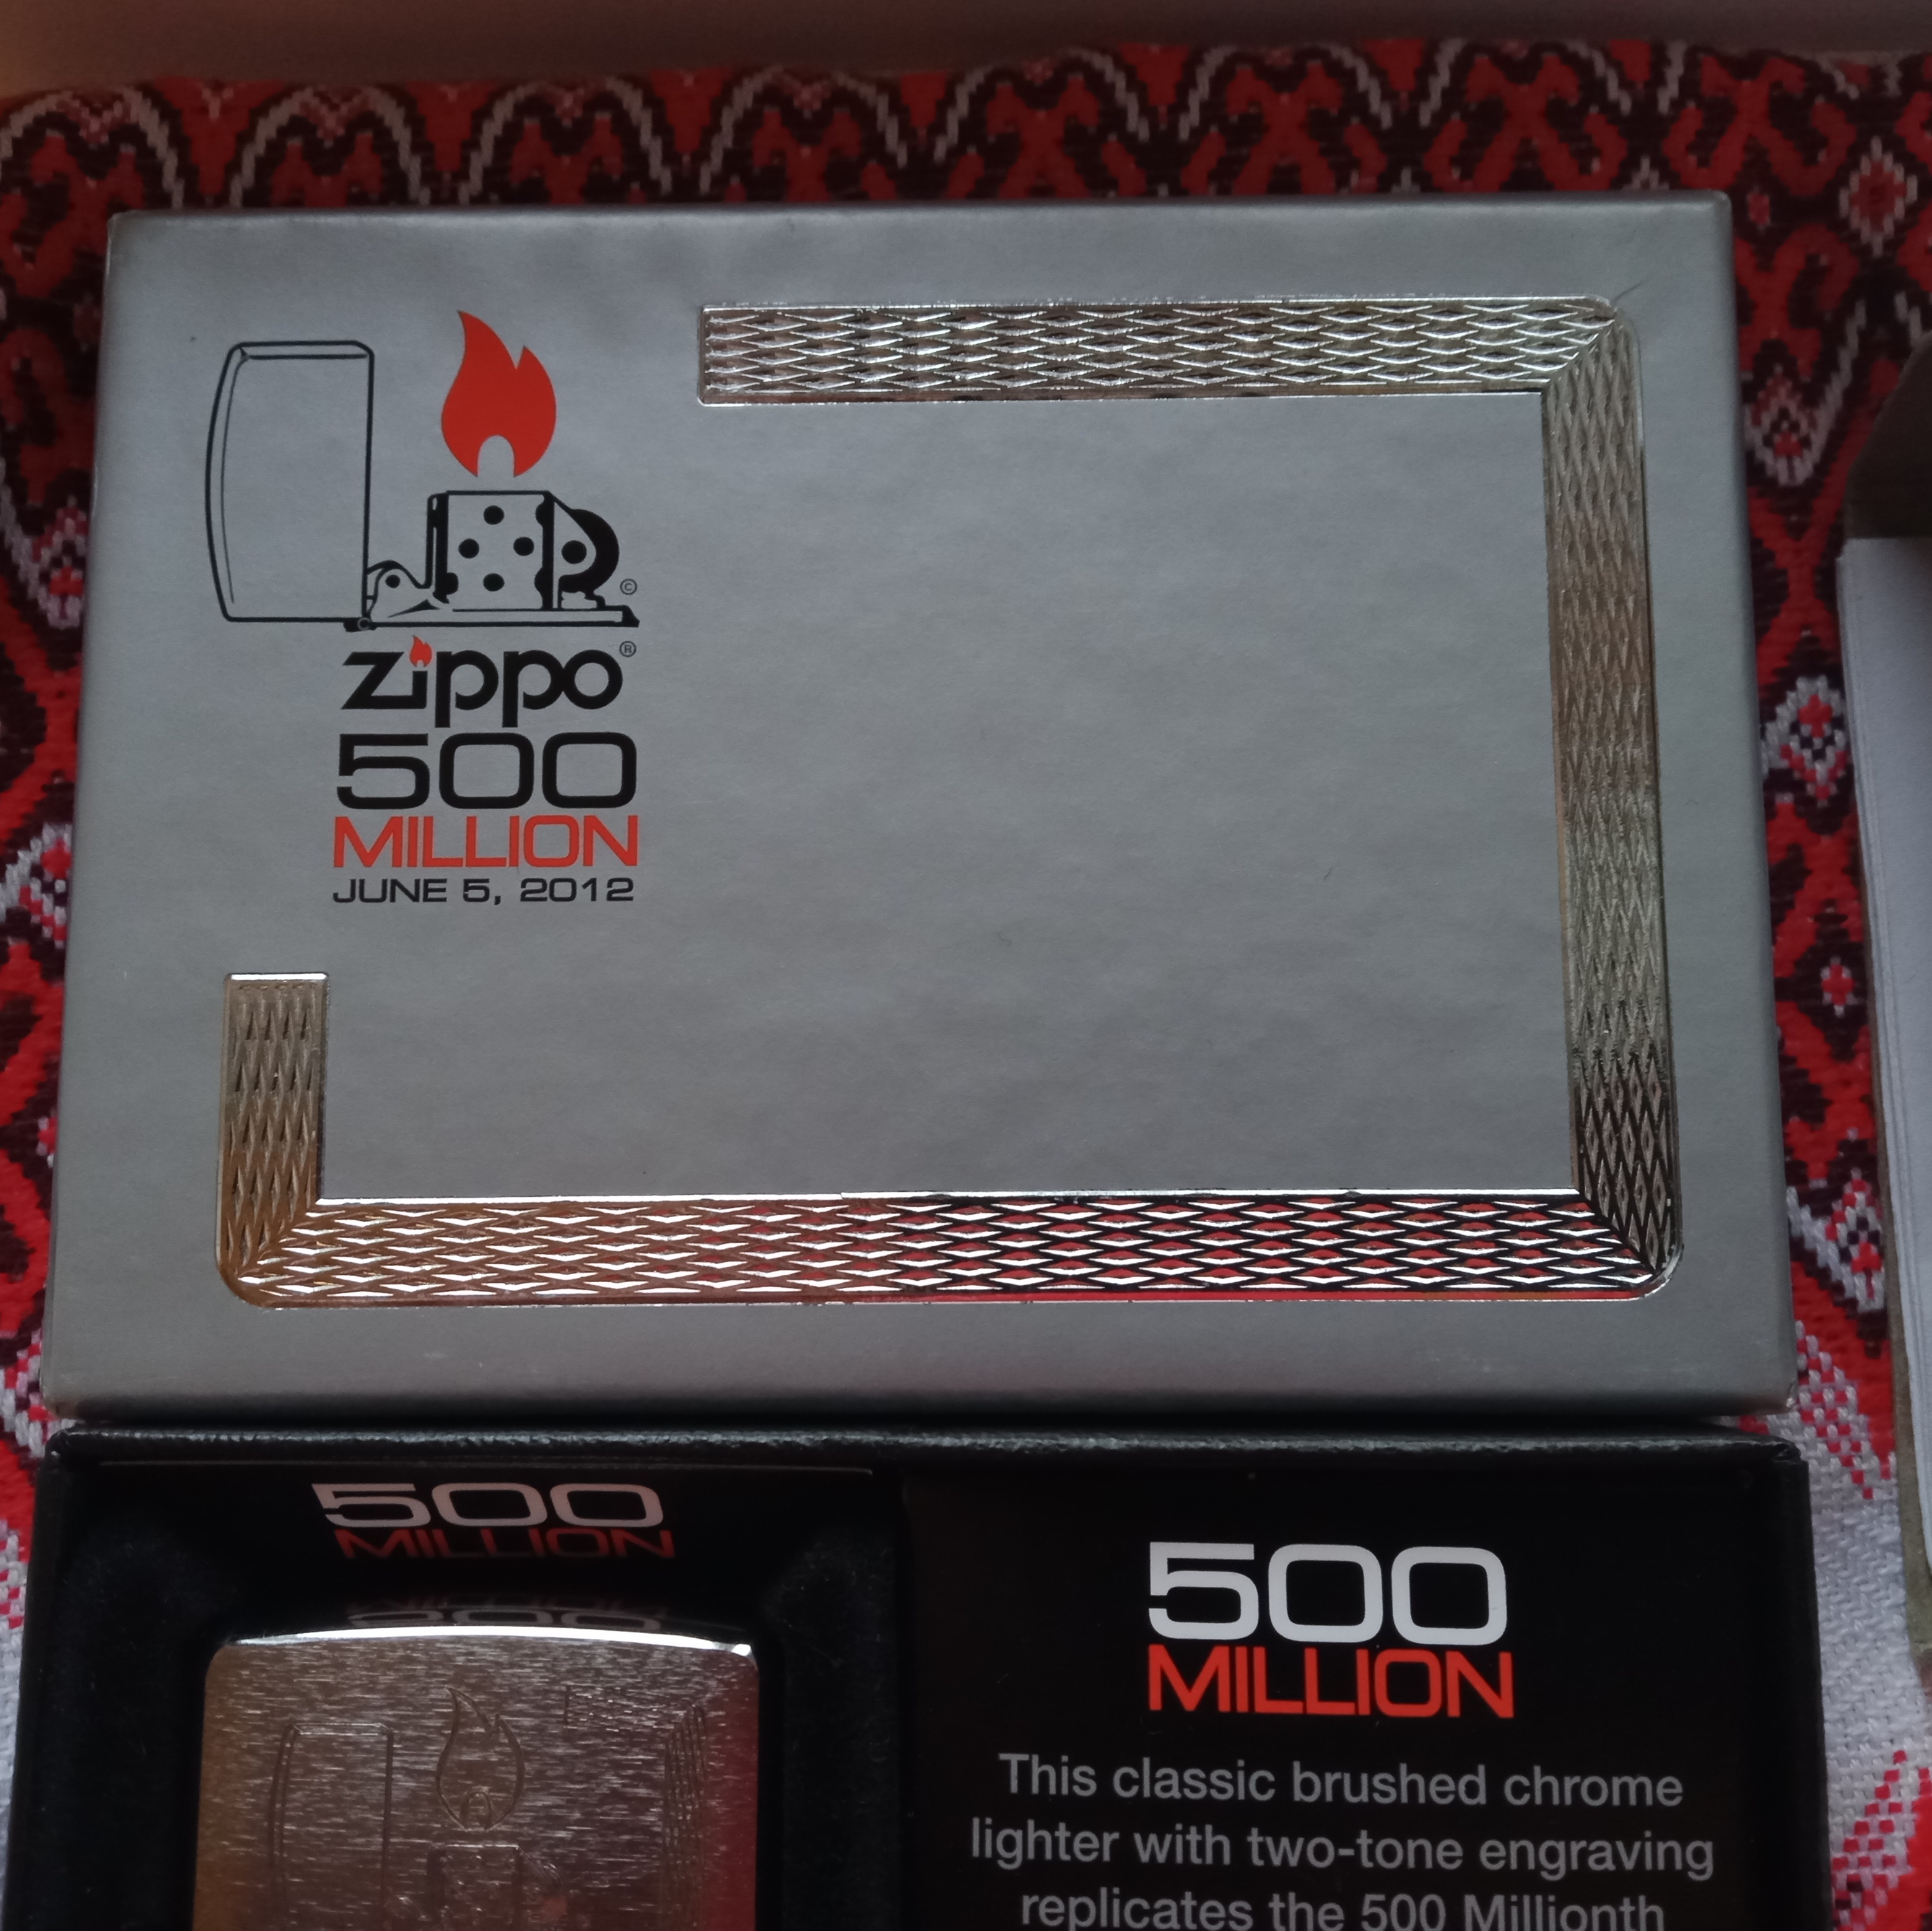 ©
zippo®
500
MILLION
JUNE 5, 2012
500
MILLION
500
MILLION
This classic brushed chrome
lighter with two-tone engraving
replicates the 500 Millionth